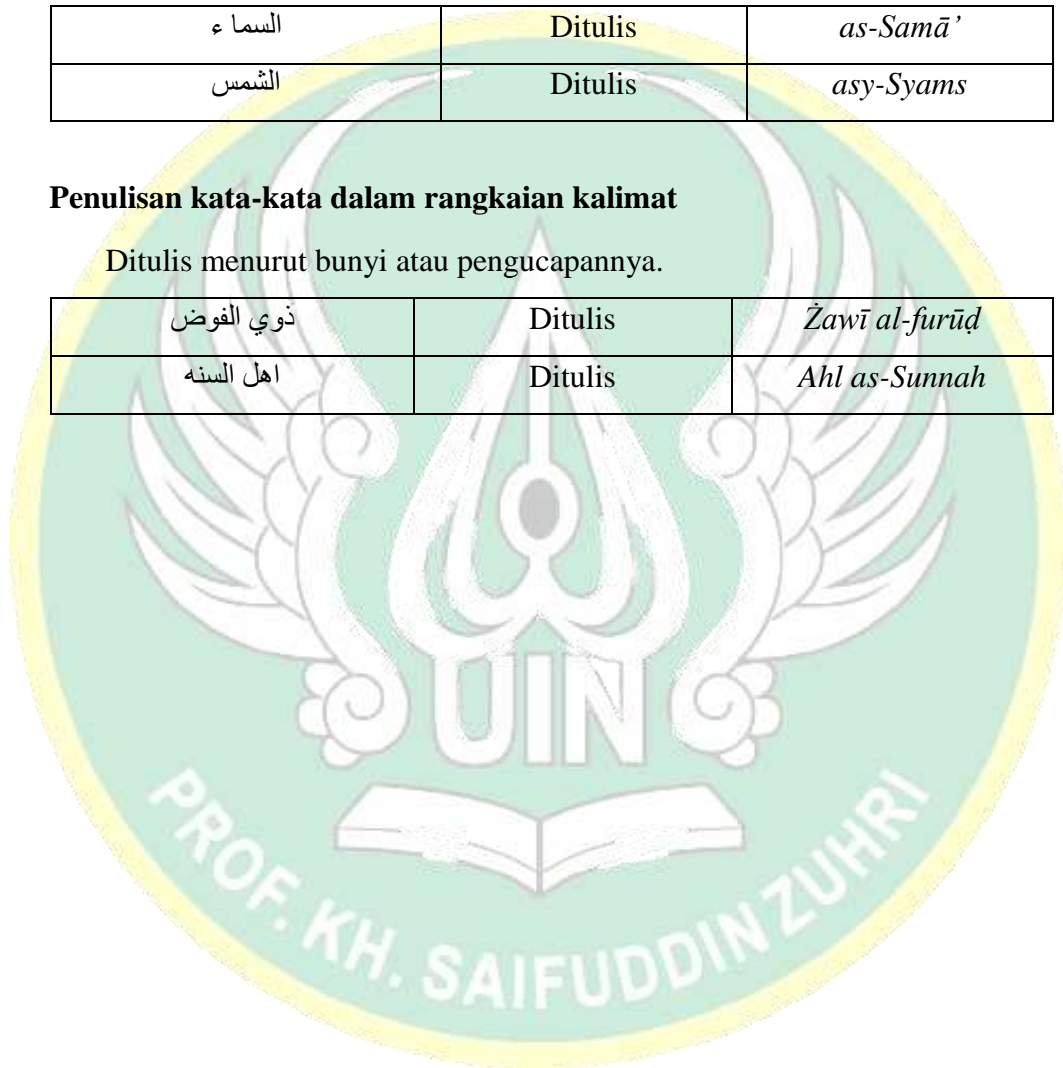 السما ء Ditulis as-Samā’
الشمس Ditulis asy-Syams
Penulisan kata-kata dalam rangkaian kalimat
Ditulis menurut bunyi atau pengucapannya.
ذوي الفوض Ditulis Żawī al-furūḍ
اهل السنه Ditulis Ahl as-Sunnah
UIN
PROF. KH. SAIFUDDIN ZUHRI